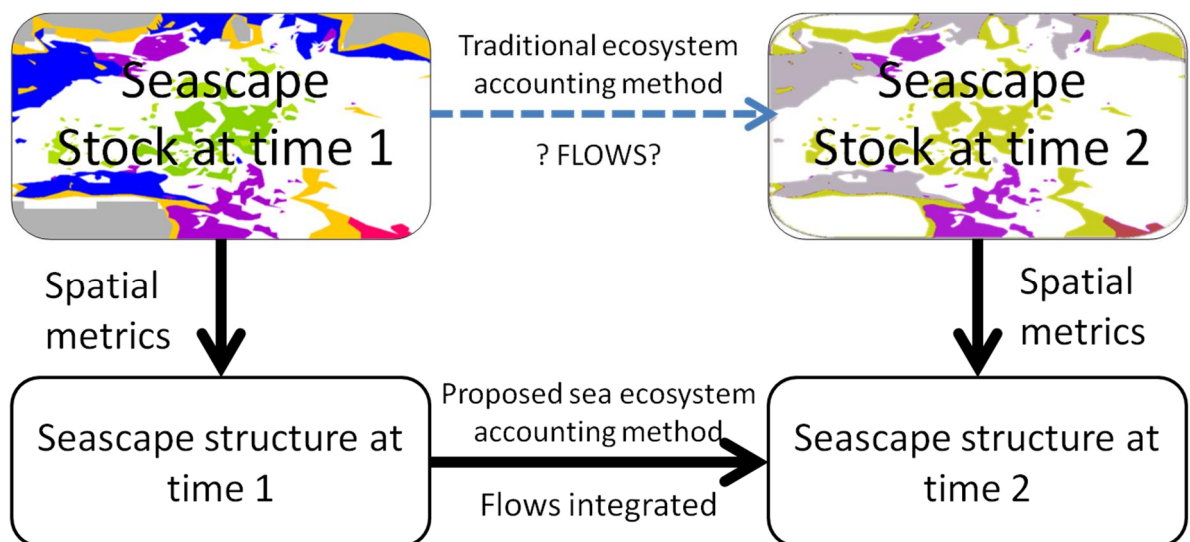 Seascape
Stock at time 1
Traditional ecosystem
accounting method
? FLOWS?
Seascape
Stock at time 2
Spatial
metrics
Spatial
metrics
Seascape structure at
time 1
Proposed sea ecosystem
accounting method
Flows integrated
Seascape structure at
time 2